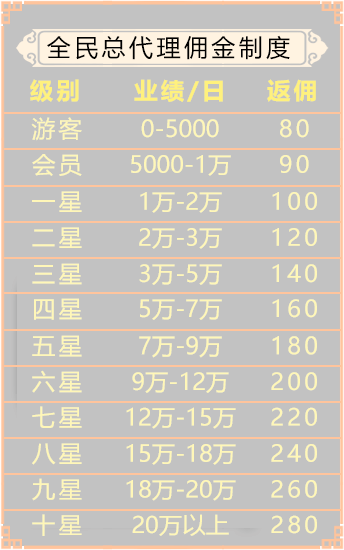 全民总代理佣金制度
级别 业绩/日 返佣
游客 0-5000 80
会员 5000-1万 90
一星 1万-2万 100
二星 2万-3万 120
三星 3万-5万 140
四星 5万-7万 160
五星 7万-9万 180
六星 9万-12万 200
七星 12万-15万 220
八星 15万-18万 240
九星 18万-20万 260
十星 20万以上 280